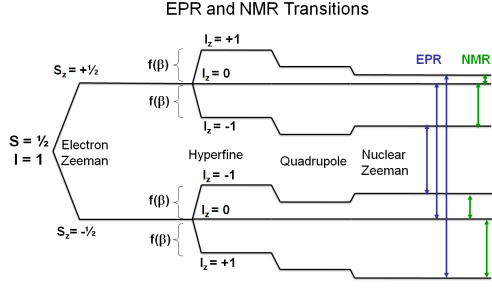 EPR and NMR Transitions
EPR NMR
S_z = +½
f(β)
I_z = +1
I_z = 0
f(β)
I_z = -1
S = ½
I = 1
Electron
Zeeman
Hyperfine
Quadrupole
Nuclear
Zeeman
I_z = -1
f(β)
I_z = 0
S_z= -½
f(β)
I_z = +1